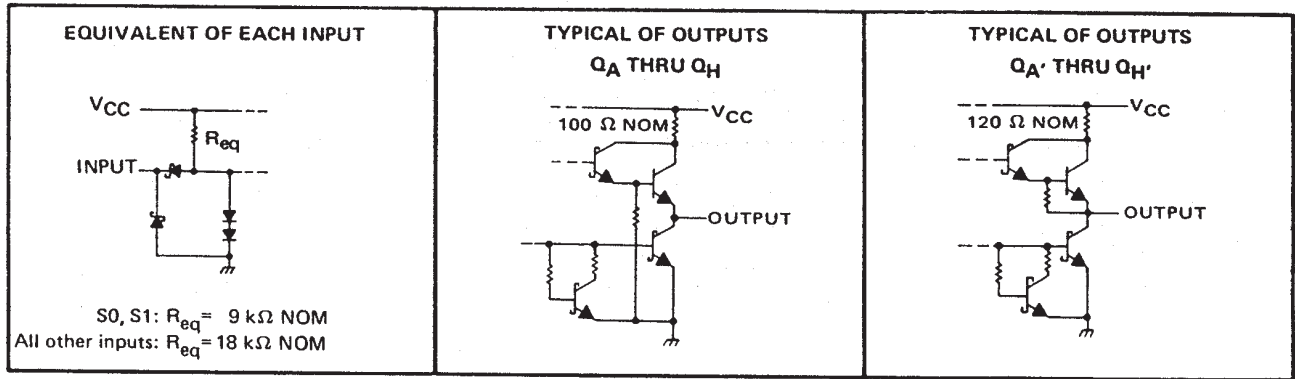 EQUIVALENT OF EACH INPUT
VCC
Req
INPUT
S0, S1: Req= 9 kΩ NOM
All other inputs: Req=18 kΩ NOM
TYPICAL OF OUTPUTS
QA THRU QH
VCC
100 Ω NOM
OUTPUT
TYPICAL OF OUTPUTS
QA' THRU QH'
VCC
120 Ω NOM
OUTPUT